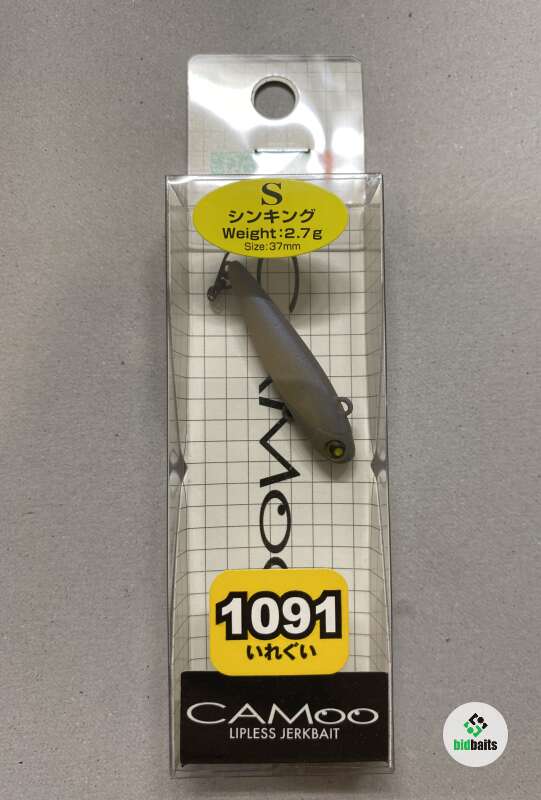 S
シンキング
Weight:2.7g
Size:37mm
1091
いれぐい
CAMoo
LIPLESS JERKBAIT
bidbaits